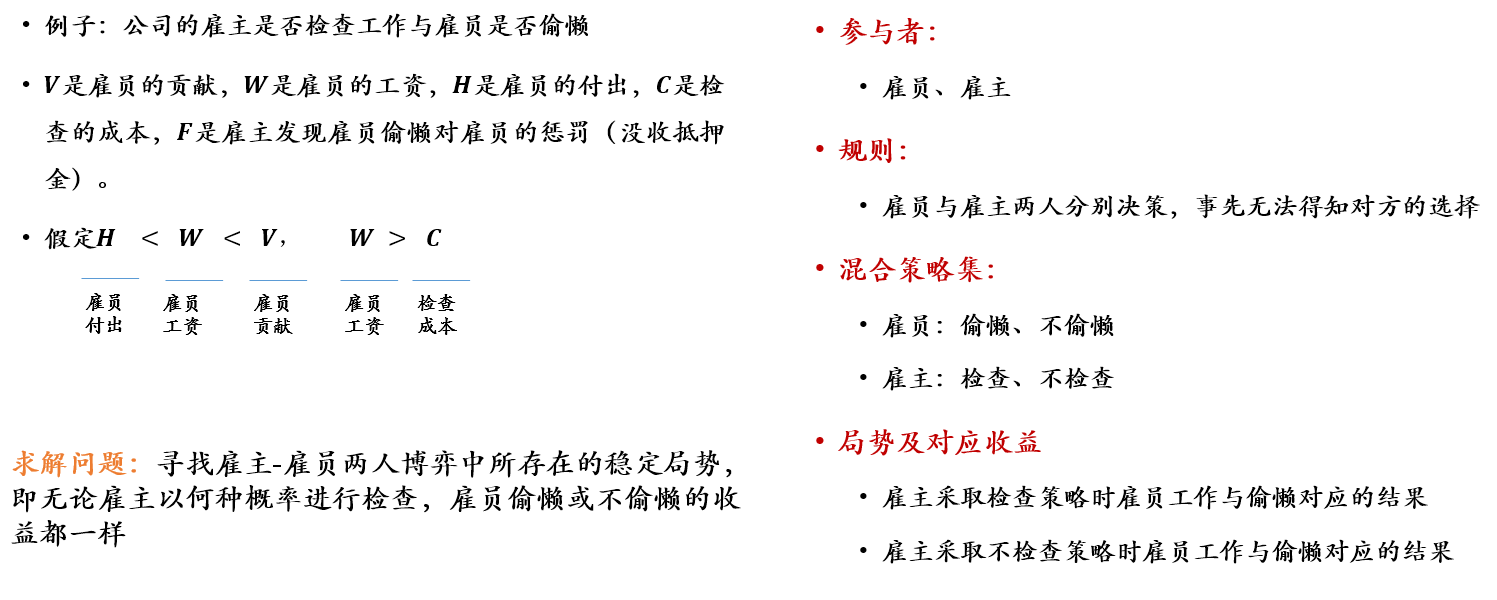 • 例子：公司的雇主是否检查工作与雇员是否偷懒
• V是雇员的贡献，W是雇员的工资，H是雇员的付出，C是检
查的成本，F是雇主发现雇员偷懒对雇员的惩罚（没收抵押
金）。
• 假定H < W < V， W > C
雇员 雇员 雇员 雇员 检查
付出 工资 贡献 工资 成本
求解问题：寻找雇主-雇员两人博弈中所存在的稳定局势，
即无论雇主以何种概率进行检查，雇员偷懒或不偷懒的收
益都一样
• 参与者：
• 雇员、雇主
• 规则：
• 雇员与雇主两人分别决策，事先无法得知对方的选择
• 混合策略集：
• 雇员：偷懒、不偷懒
• 雇主：检查、不检查
• 局势及对应收益
• 雇主采取检查策略时雇员工作与偷懒对应的结果
• 雇主采取不检查策略时雇员工作与偷懒对应的结果